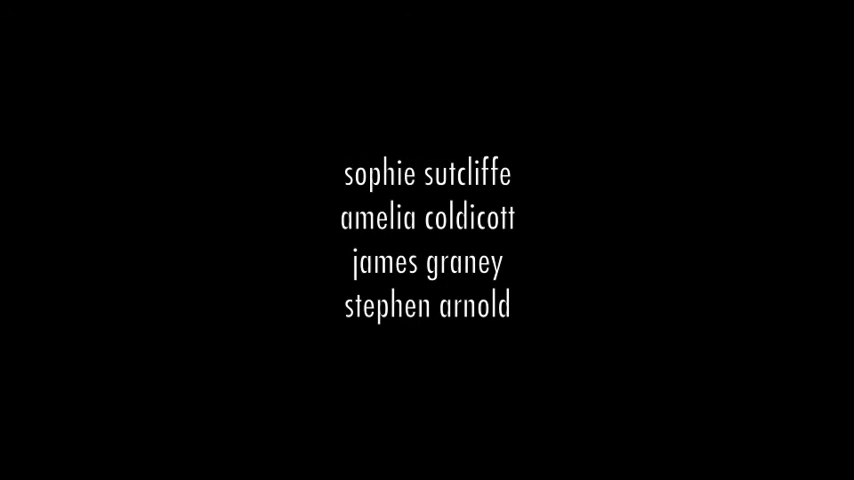 sophie sutcliffe
amelia coldicott
james graney
stephen arnold